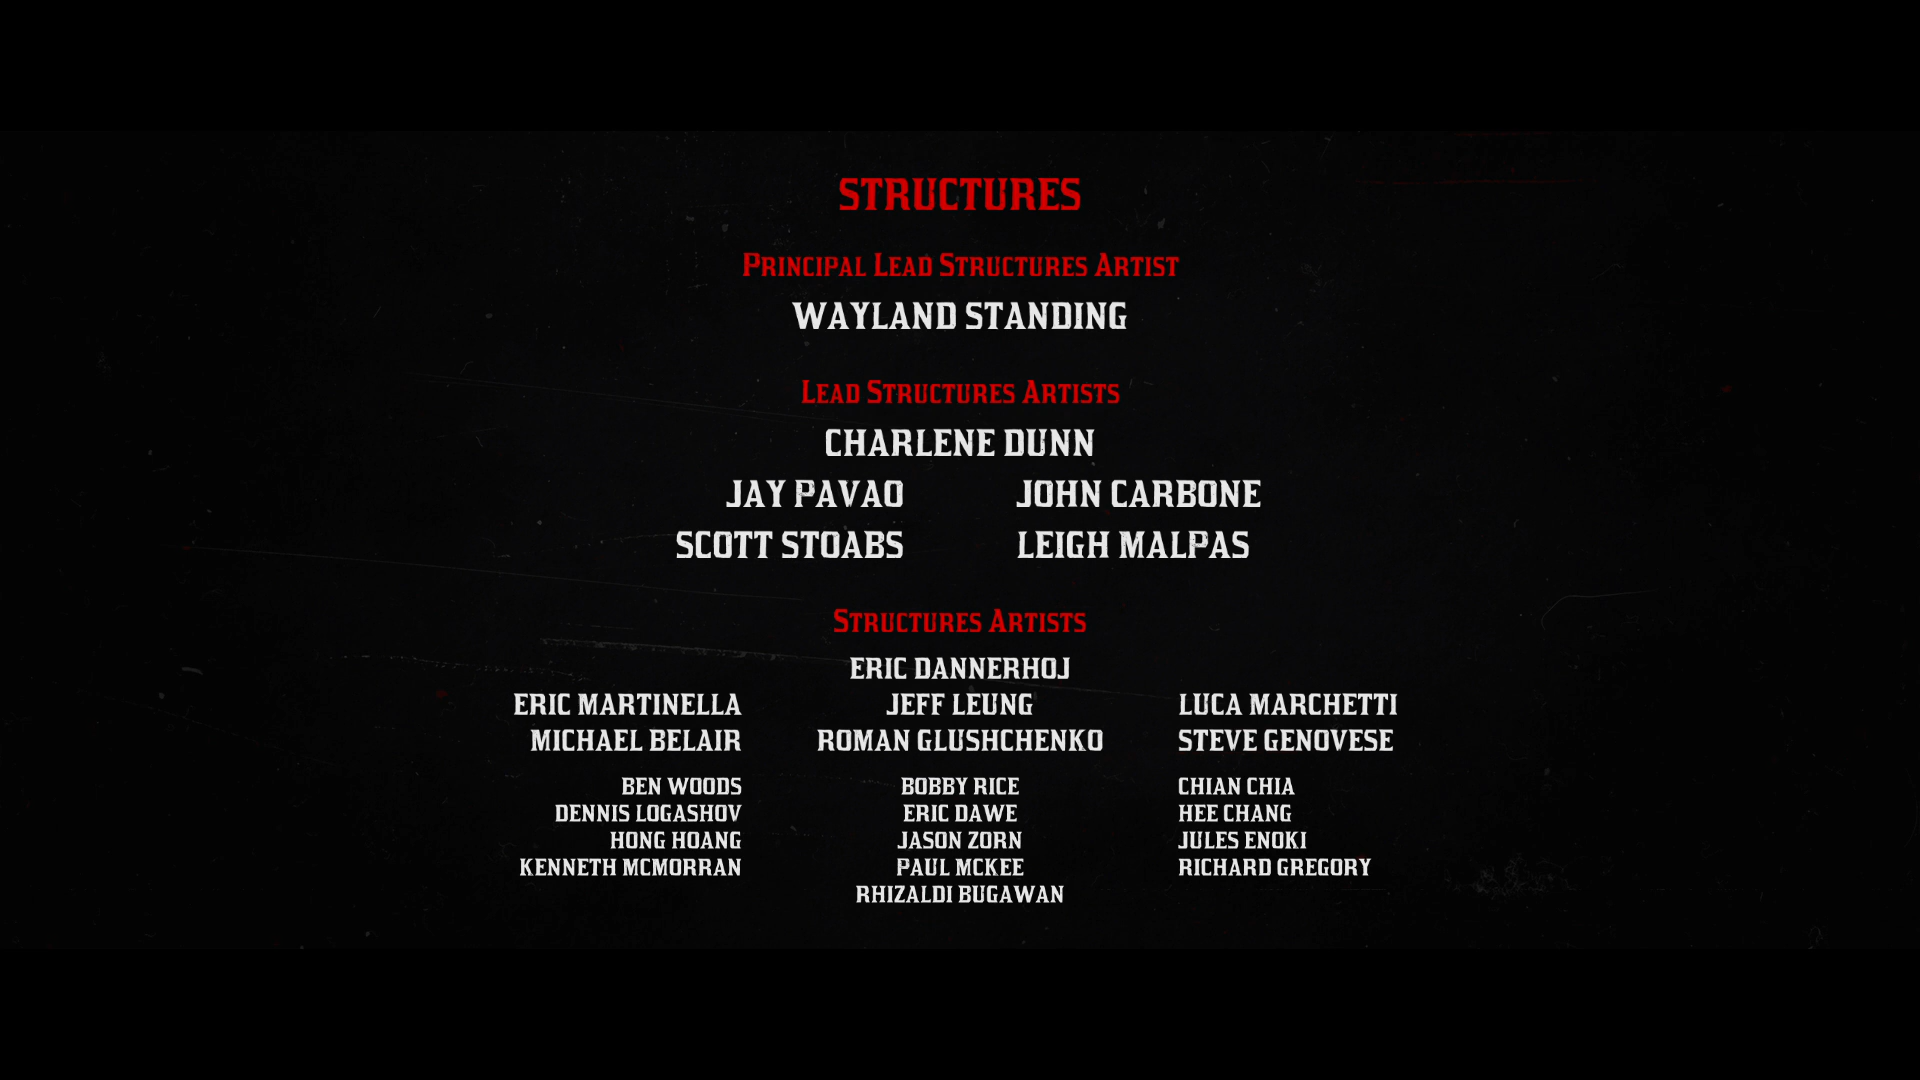 STRUCTURES
PRINCIPAL LEAD STRUCTURES ARTIST
WAYLAND STANDING
LEAD STRUCTURES ARTISTS
CHARLENE DUNN
JAY PAVAO JOHN CARBONE
SCOTT STOABS LEIGH MALPAS
STRUCTURES ARTISTS
ERIC DANNERHOJ
ERIC MARTINELLA JEFF LEUNG LUCA MARCHETTI
MICHAEL BELAIR ROMAN GLUSHCHENKO STEVE GENOVESE
BEN WOODS BOBBY RICE CHIAN CHIA
DENNIS LOGASHOV ERIC DAWE HEE CHANG
HONG HOANG JASON ZORN JULES ENOKI
KENNETH MCMORRAN PAUL MCKEE RICHARD GREGORY
RHIZALDI BUGAWAN